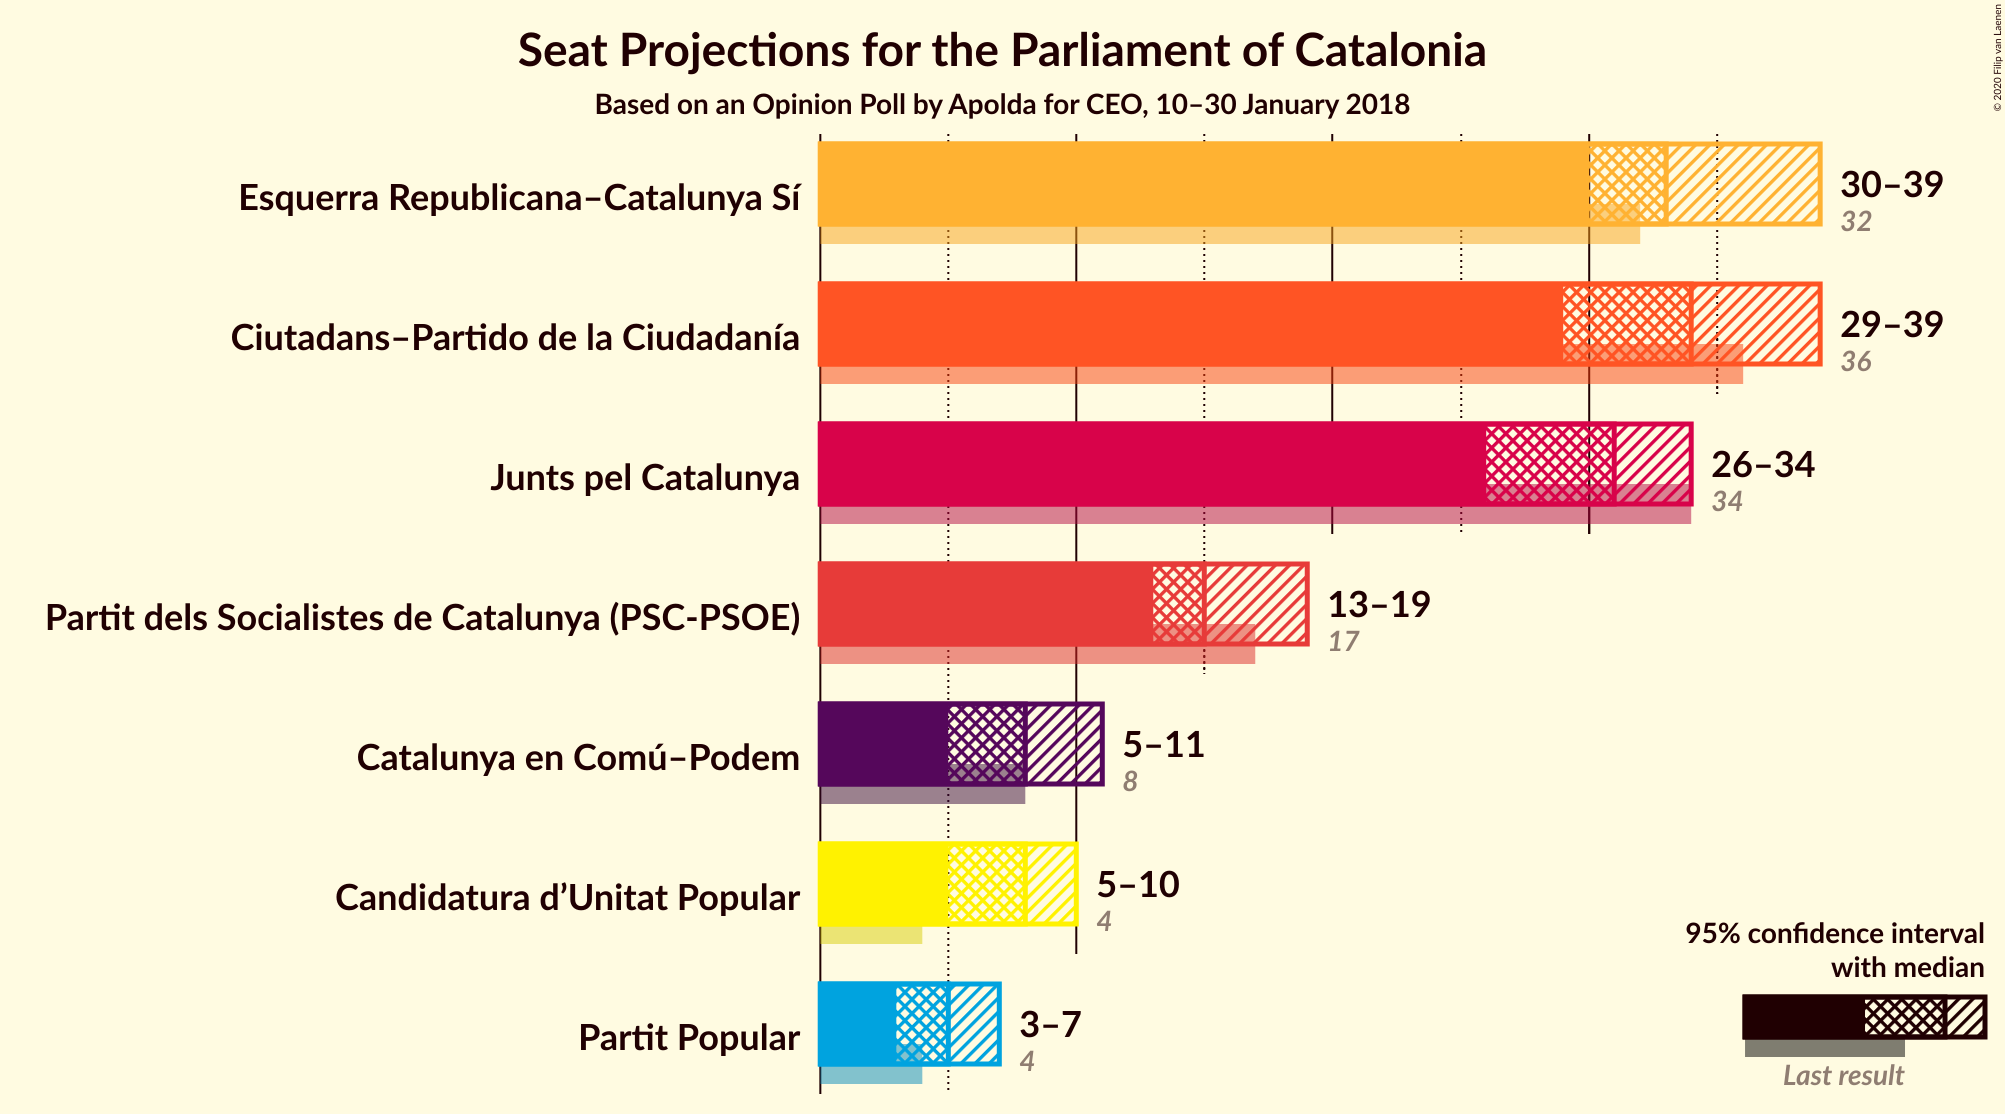 Seat Projections for the Parliament of Catalonia
Based on an Opinion Poll by Apolda for CEO, 10–30 January 2018
© 2020 Filip van Laenen
Esquerra Republicana–Catalunya Sí
30–39
32
Ciutadans–Partido de la Ciudadanía
29–39
36
Junts pel Catalunya
26–34
34
Partit dels Socialistes de Catalunya (PSC-PSOE)
13–19
17
Catalunya en Comú–Podem
5–11
8
Candidatura d’Unitat Popular
5–10
4
Partit Popular
3–7
4
95% confidence interval
with median
Last result